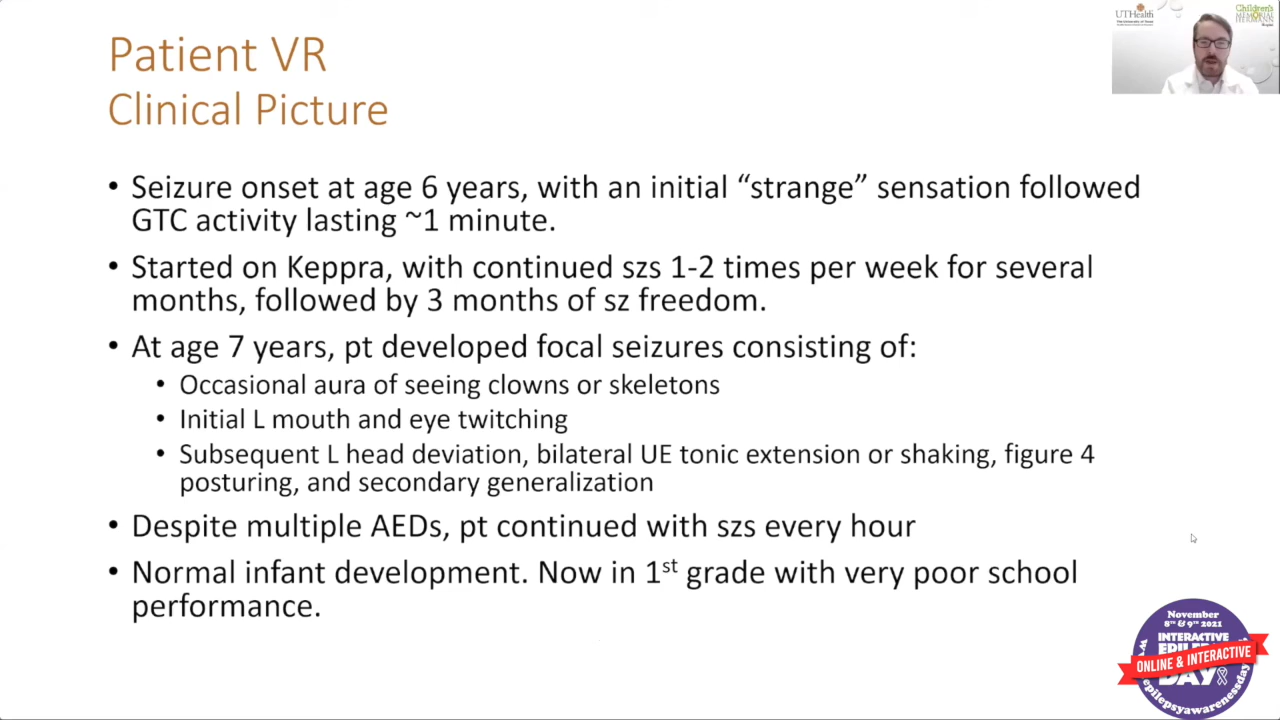 UTHealth
Children's
MEMORIAL
HERMANN
Patient VR
Clinical Picture
• Seizure onset at age 6 years, with an initial “strange” sensation followed
GTC activity lasting ~1 minute.
• Started on Keppra, with continued szs 1-2 times per week for several
months, followed by 3 months of sz freedom.
• At age 7 years, pt developed focal seizures consisting of:
• Occasional aura of seeing clowns or skeletons
• Initial L mouth and eye twitching
• Subsequent L head deviation, bilateral UE tonic extension or shaking, figure 4
posturing, and secondary generalization
• Despite multiple AEDs, pt continued with szs every hour
• Normal infant development. Now in 1st grade with very poor school
performance.
November
8TH & 9TH 2021
INTERACTIVE
ONLINE & INTERACTIVE
DAY
epilepsyawarenessday